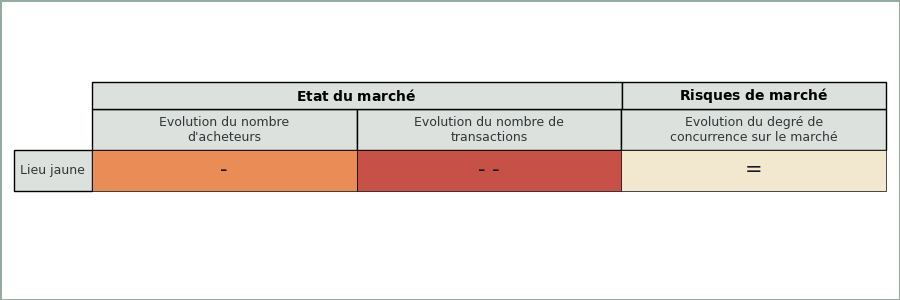 Etat du marché
Risques de marché
Evolution du nombre
d'acheteurs
Evolution du nombre de
transactions
Evolution du degré de
concurrence sur le marché
Lieu jaune
-
- -
=